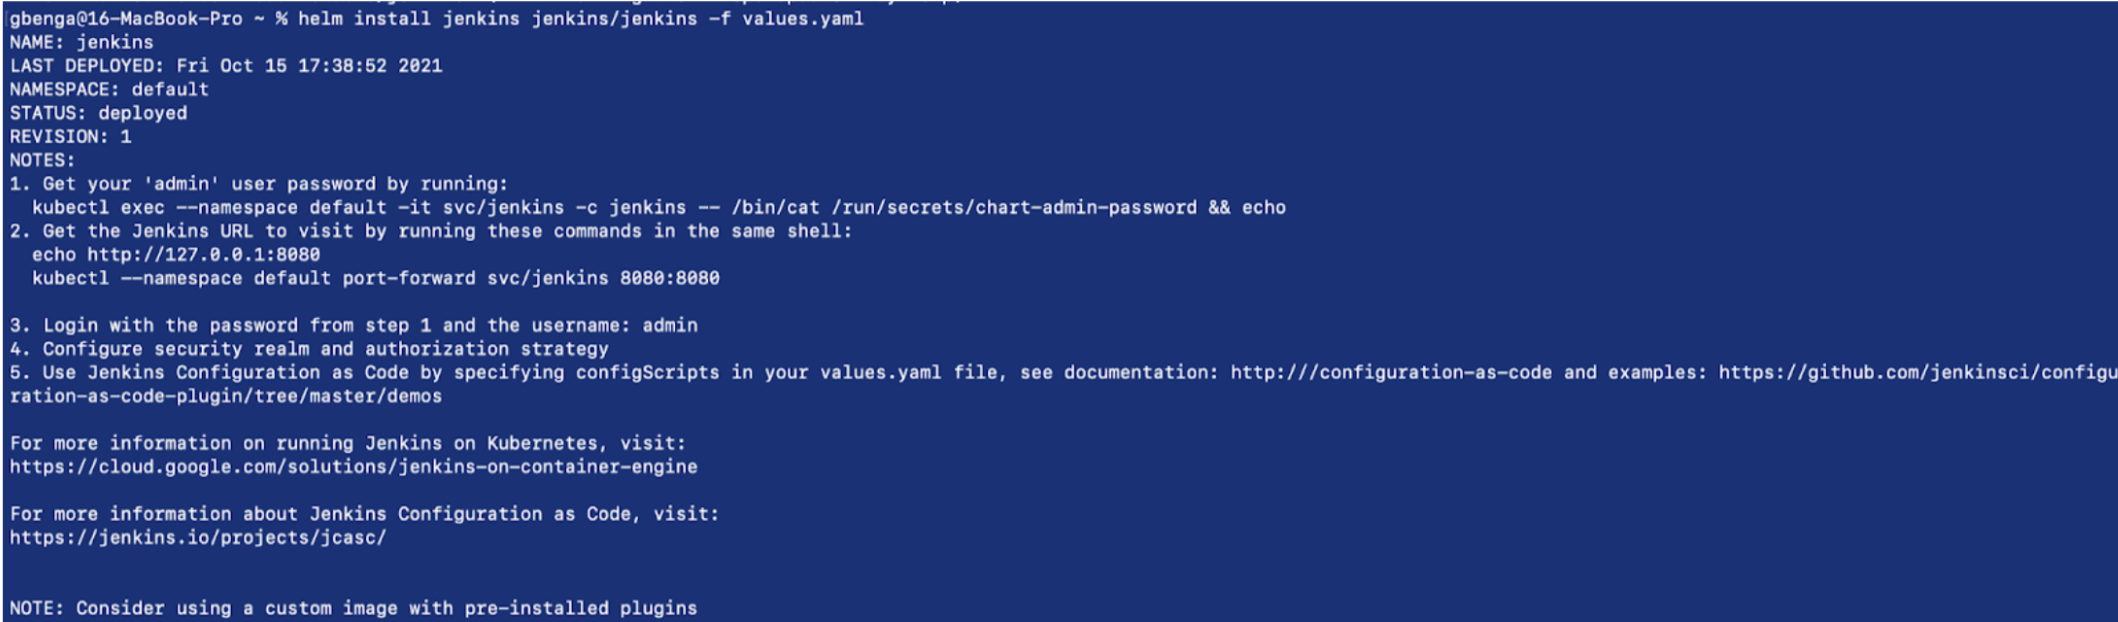 gbenga@16-MacBook-Pro ~ % helm install jenkins jenkins/jenkins -f values.yaml
NAME: jenkins
LAST DEPLOYED: Fri Oct 15 17:38:52 2021
NAMESPACE: default
STATUS: deployed
REVISION: 1
NOTES:
1. Get your 'admin' user password by running:
  kubectl exec --namespace default -it svc/jenkins -c jenkins -- /bin/cat /run/secrets/chart-admin-password && echo
2. Get the Jenkins URL to visit by running these commands in the same shell:
  echo http://127.0.0.1:8080
  kubectl --namespace default port-forward svc/jenkins 8080:8080
3. Login with the password from step 1 and the username: admin
4. Configure security realm and authorization strategy
5. Use Jenkins Configuration as Code by specifying configScripts in your values.yaml file, see documentation: http:///configuration-as-code and examples: https://github.com/jenkinsci/configu
ration-as-code-plugin/tree/master/demos
For more information on running Jenkins on Kubernetes, visit:
https://cloud.google.com/solutions/jenkins-on-container-engine
For more information about Jenkins Configuration as Code, visit:
https://jenkins.io/projects/jcasc/
NOTE: Consider using a custom image with pre-installed plugins